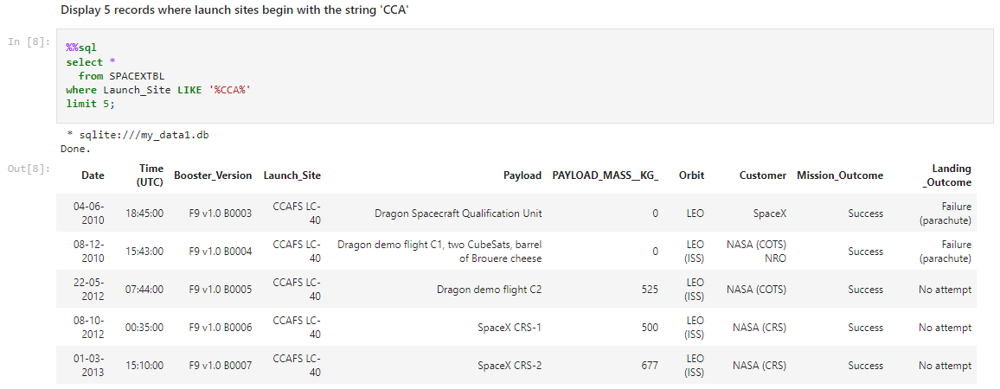 Display 5 records where launch sites begin with the string 'CCA'
In [8]:
%%sql
select *
  from SPACEXTBL
where Launch_Site LIKE '%CCA%'
limit 5;
* sqlite:///my_data1.db
Done.
Out[8]:
Date Time (UTC) Booster_Version Launch_Site Payload PAYLOAD_MASS__KG_ Orbit Customer Mission_Outcome Landing _Outcome
04-06-2010 18:45:00 F9 v1.0 B0003 CCAFS LC-40 Dragon Spacecraft Qualification Unit 0 LEO SpaceX Success Failure (parachute)
08-12-2010 15:43:00 F9 v1.0 B0004 CCAFS LC-40 Dragon demo flight C1, two CubeSats, barrel of Brouere cheese 0 LEO (ISS) NASA (COTS) NRO Success Failure (parachute)
22-05-2012 07:44:00 F9 v1.0 B0005 CCAFS LC-40 Dragon demo flight C2 525 LEO (ISS) NASA (COTS) Success No attempt
08-10-2012 00:35:00 F9 v1.0 B0006 CCAFS LC-40 SpaceX CRS-1 500 LEO (ISS) NASA (CRS) Success No attempt
01-03-2013 15:10:00 F9 v1.0 B0007 CCAFS LC-40 SpaceX CRS-2 677 LEO (ISS) NASA (CRS) Success No attempt